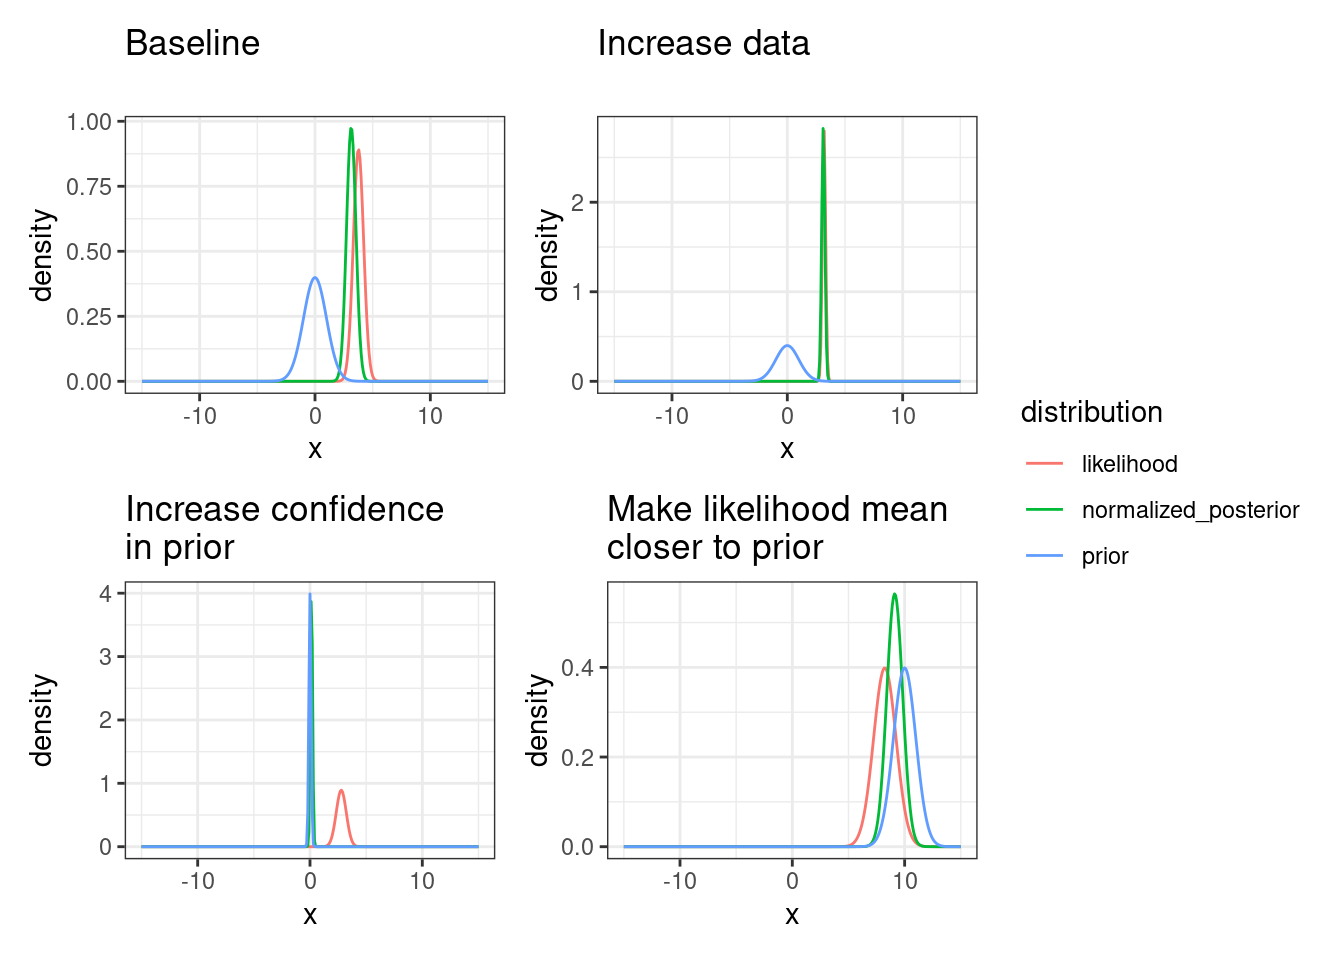 Baseline
1.00
0.75
0.50
0.25
0.00
density
-10 0 10
x
Increase data
2
1
0
density
-10 0 10
x
Increase confidence
in prior
4
3
2
1
0
density
-10 0 10
x
Make likelihood mean
closer to prior
0.4
0.2
0.0
density
-10 0 10
x
distribution
likelihood
normalized_posterior
prior